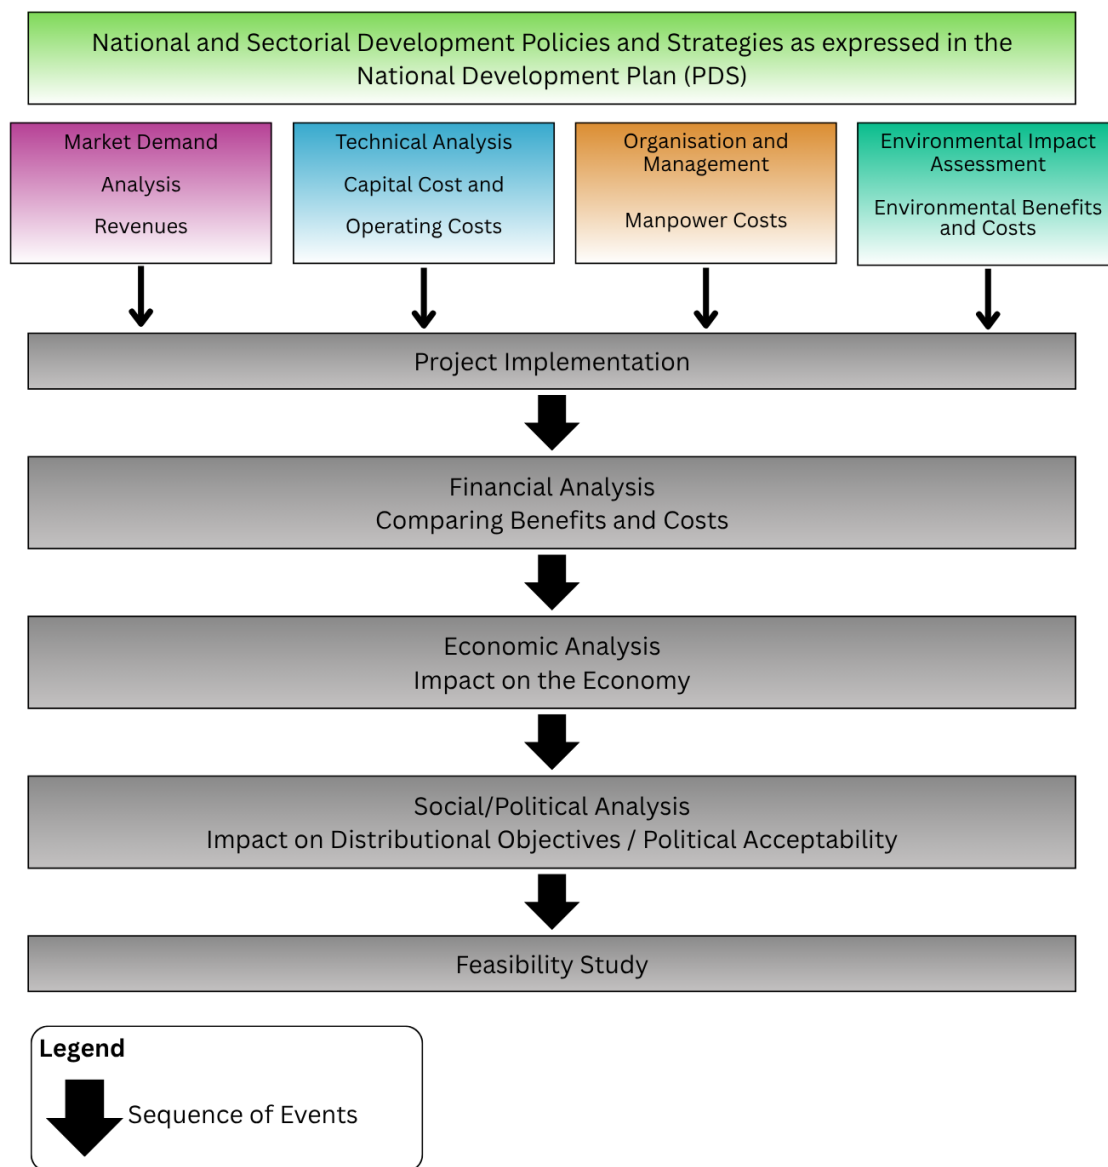 National and Sectorial Development Policies and Strategies as expressed in the
National Development Plan (PDS)
Market Demand
Analysis
Revenues
Technical Analysis
Capital Cost and
Operating Costs
Organisation and
Management
Manpower Costs
Environmental Impact
Assessment
Environmental Benefits
and Costs
Project Implementation
Financial Analysis
Comparing Benefits and Costs
Economic Analysis
Impact on the Economy
Social/Political Analysis
Impact on Distributional Objectives / Political Acceptability
Feasibility Study
Legend
Sequence of Events